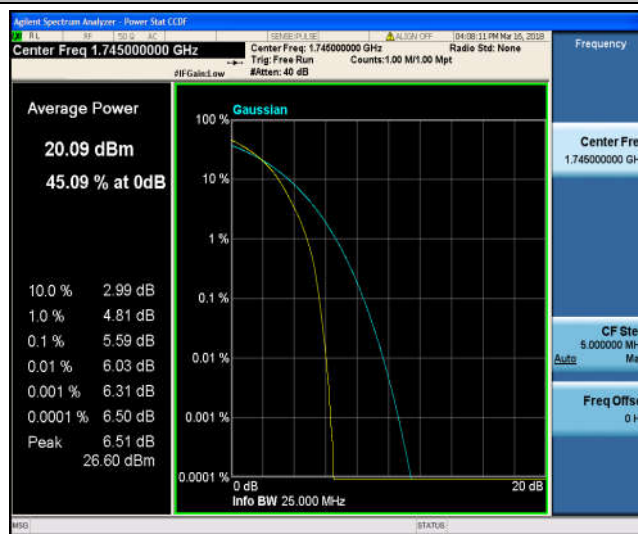 Agilent Spectrum Analyzer - Power Stat CCDF
RL RF 50 Ω AC SENSE:PULSE ALIGN OFF 04:08:11 PM Mar 16, 2018
Center Freq 1.745000000 GHz
Center Freq: 1.745000000 GHz Radio Std: None
Trig: Free Run Counts:1.00 M/1.00 Mpt
#IFGain:Low #Atten: 40 dB
Frequency
Average Power
20.09 dBm
45.09 % at 0dB
10.0 % 2.99 dB
1.0 % 4.81 dB
0.1 % 5.59 dB
0.01 % 6.03 dB
0.001 % 6.31 dB
0.0001 % 6.50 dB
Peak 6.51 dB
26.60 dBm
Gaussian
100 %
10 %
1 %
0.1 %
0.01 %
0.001 %
0.0001 %
0 dB 20 dB
Info BW 25.000 MHz
Center Fre
1.745000000 GH
CF Ste
5.000000 MH
Auto Ma
Freq Offs
0 H
MSG STATUS